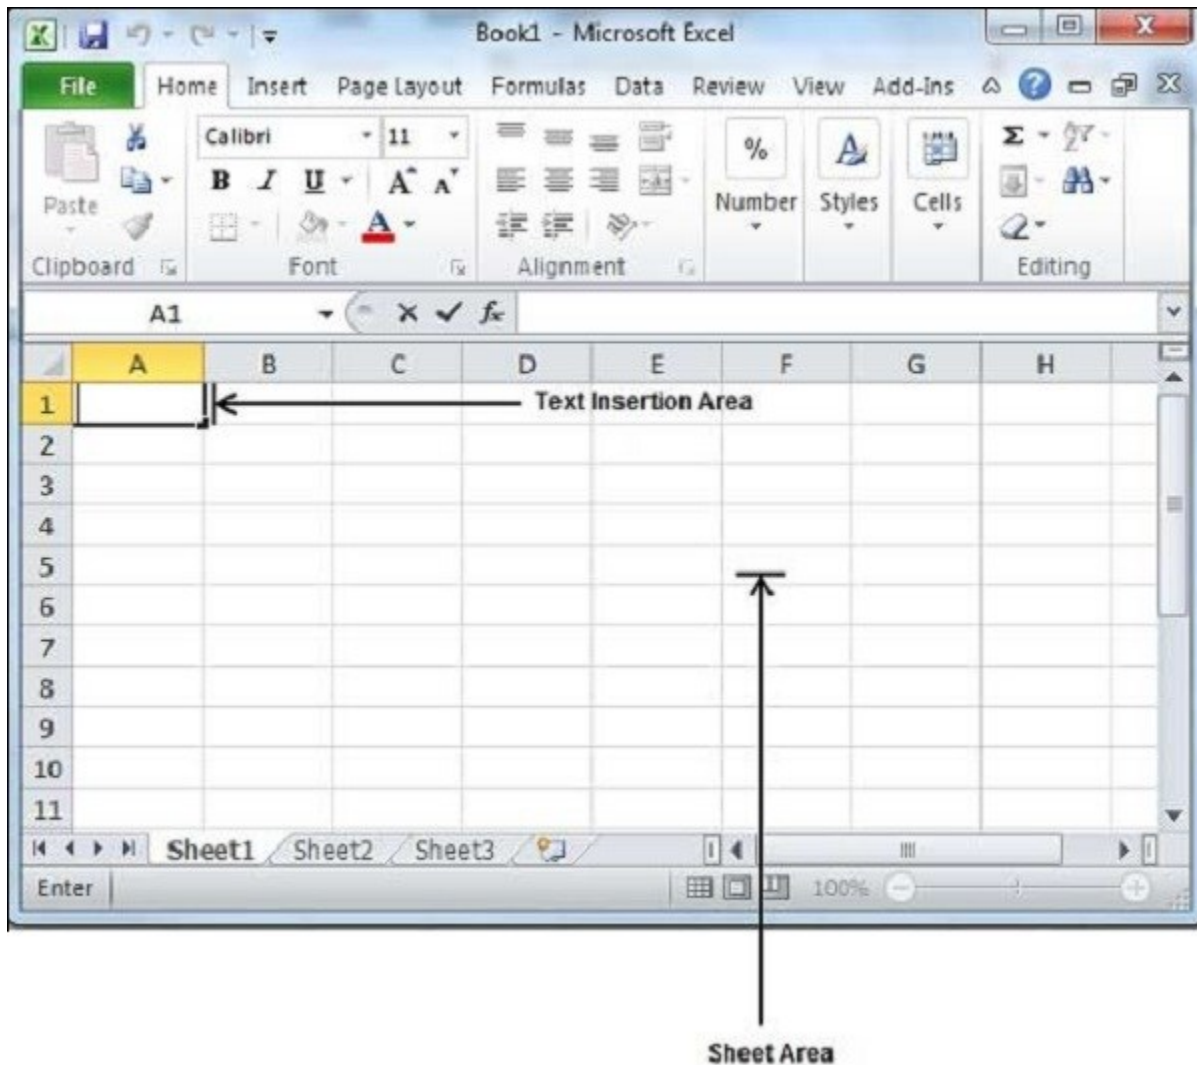 Book1 - Microsoft Excel
File Home Insert Page Layout Formulas Data Review View Add-Ins
Calibri 11 Σ
% A
B I U A A
Paste Number Styles Cells
A
Clipboard Font Alignment Editing
A1 fx
A B C D E F G H
1 Text Insertion Area
2
3
4
5
6
7
8
9
10
11
Sheet1 Sheet2 Sheet3
Enter 100%
Sheet Area